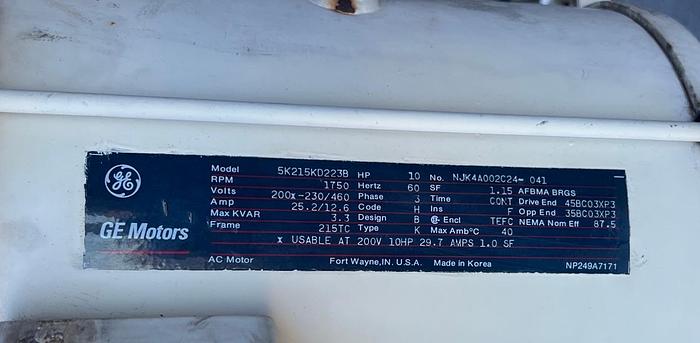 GE
GE Motors
Model 5K215KD223B HP 10 No. NJK4A002C24- 041
RPM 1750 Hertz 60 SF 1.15 AFBMA BRGS
Volts 200x-230/460 Phase 3 Time CONT Drive End 45BC03XP3
Amp 25.2/12.6 Code H Ins F Opp End 35BC03XP3
Max KVAR 3.3 Design B Encl TEFC NEMA Nom Eff 87.5
Frame 215TC Type K Max Amb°C 40
x USABLE AT 200V 10HP 29.7 AMPS 1.0 SF
AC Motor Fort Wayne,IN. U.S.A. Made in Korea NP249A7171